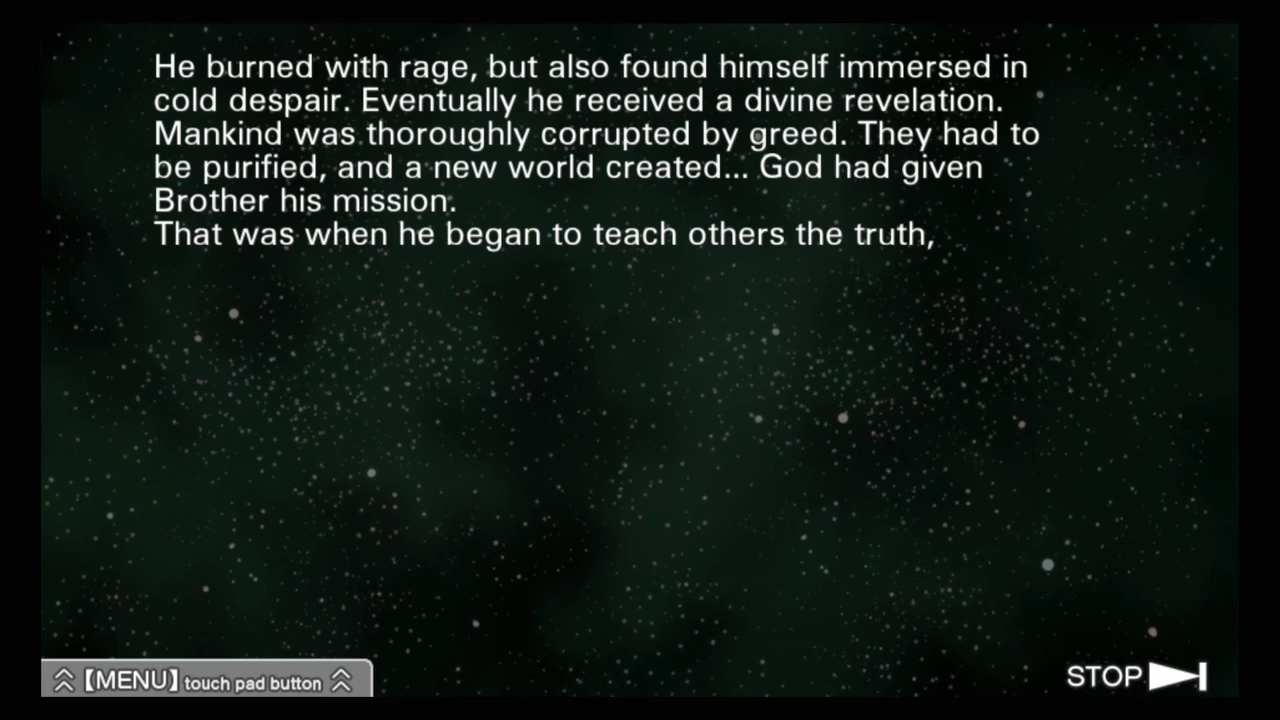 He burned with rage, but also found himself immersed in
cold despair. Eventually he received a divine revelation.
Mankind was thoroughly corrupted by greed. They had to
be purified, and a new world created... God had given
Brother his mission.
That was when he began to teach others the truth,
【MENU】 touch pad button
STOP